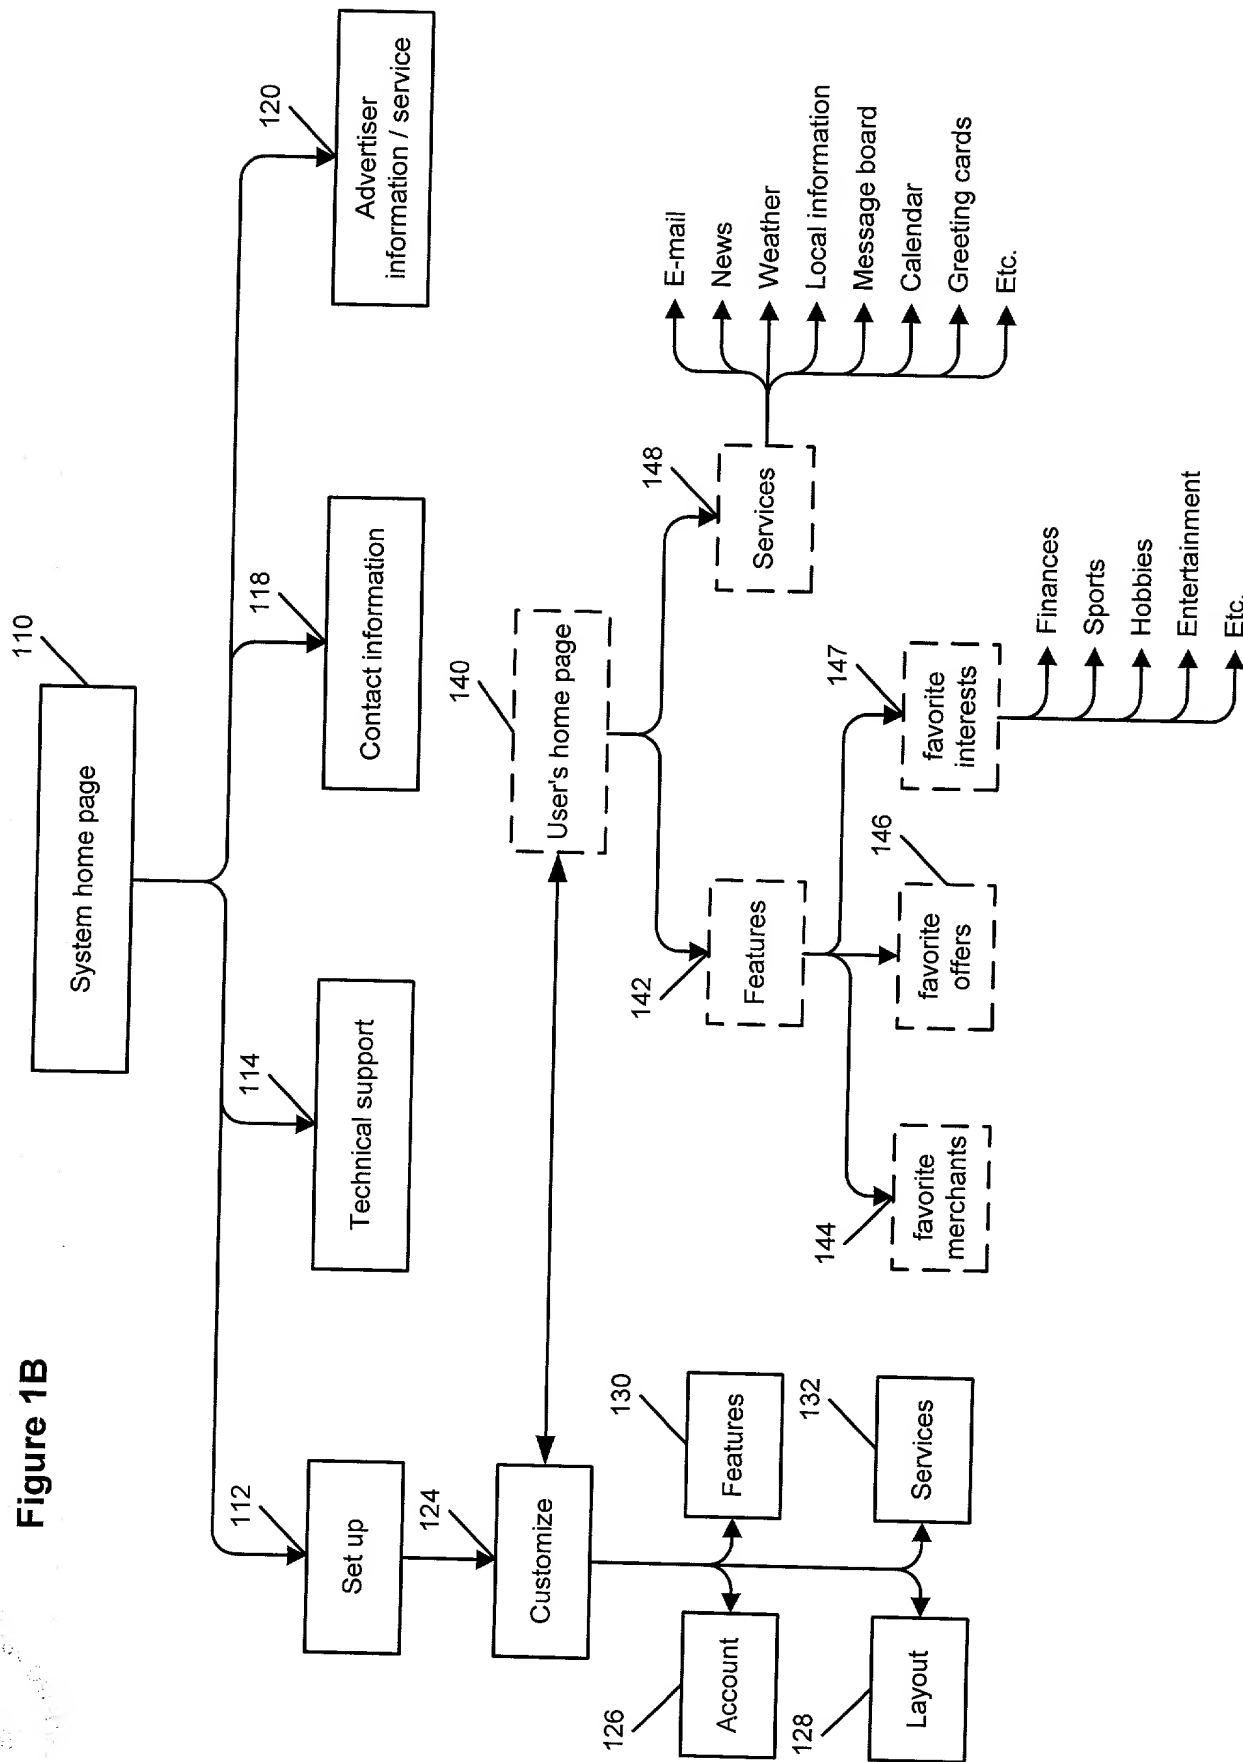 Figure 1B
110
System home page
112
Set up
114
Technical support
118
Contact information
120
Advertiser
information / service
124
Customize
140
User's home page
126
Account
130
Features
128
Layout
132
Services
142
Features
148
Services
E-mail
News
Weather
Local information
Message board
Calendar
Greeting cards
Etc.
144
favorite
merchants
146
favorite
offers
147
favorite
interests
Finances
Sports
Hobbies
Entertainment
Etc.